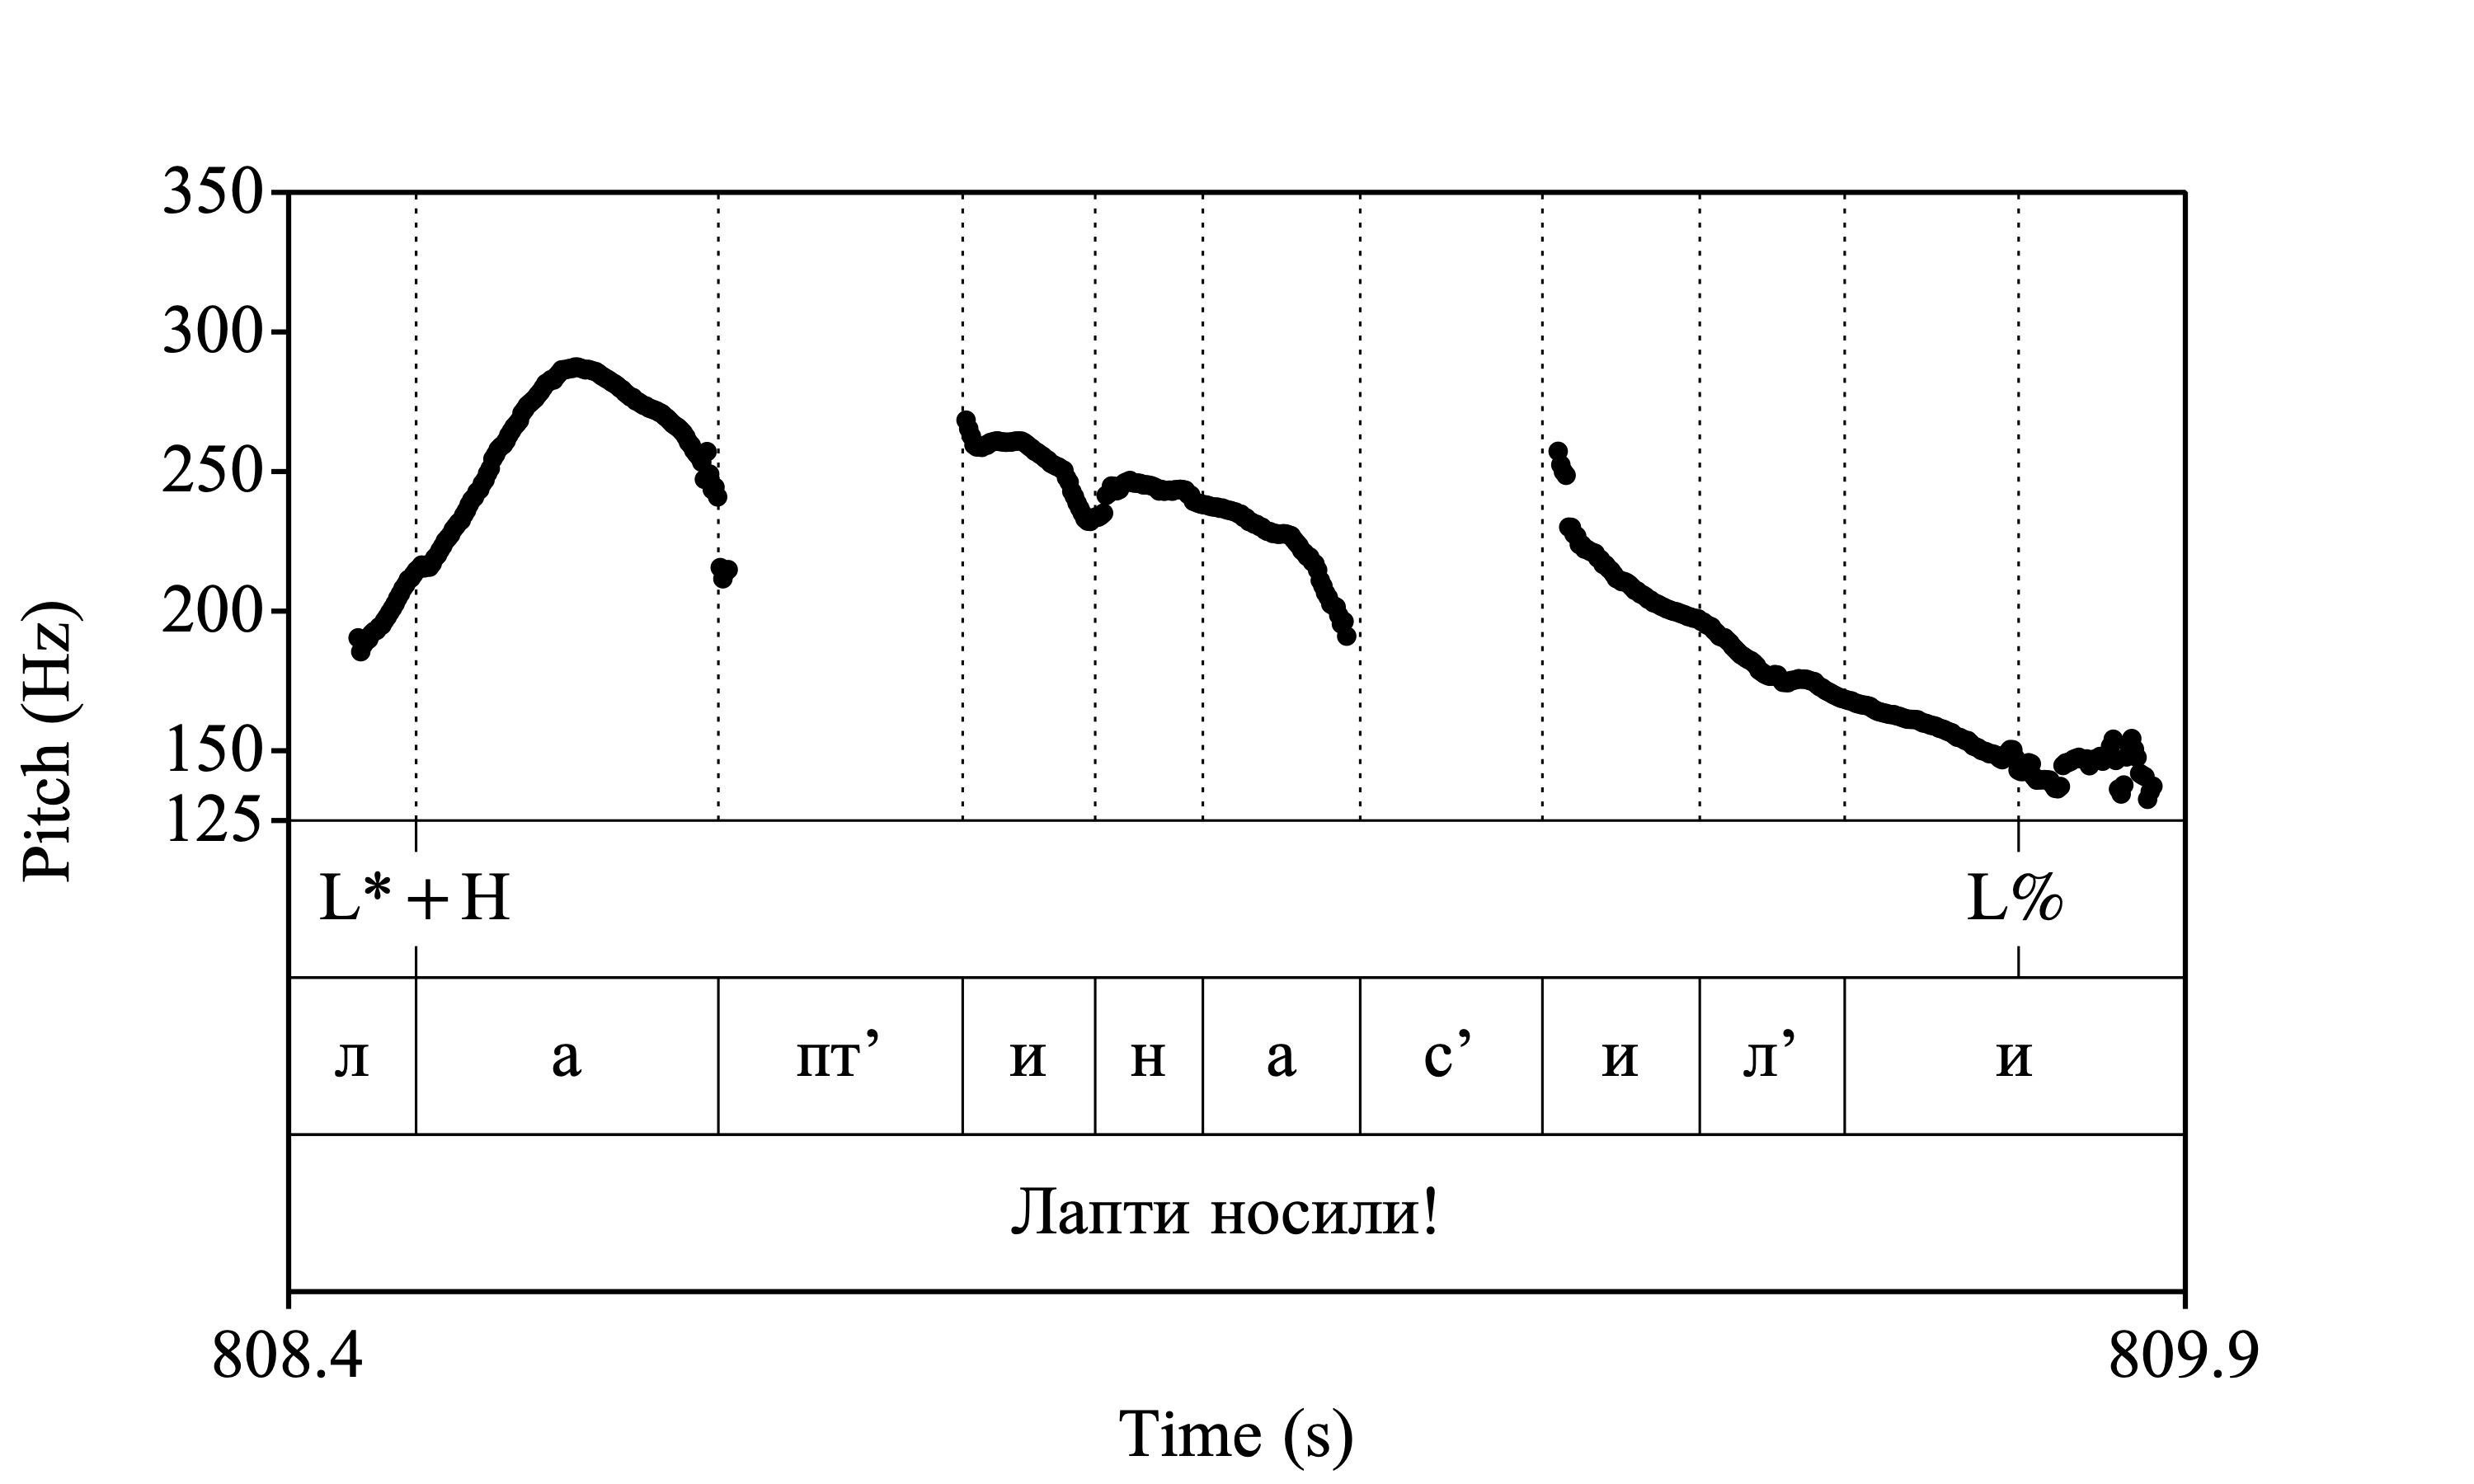 350
300
250
200
150
125
Pitch (Hz)
L*+H L%
л а пт’ и н а с’ и л’ и
Лапти носили!
808.4 809.9
Time (s)